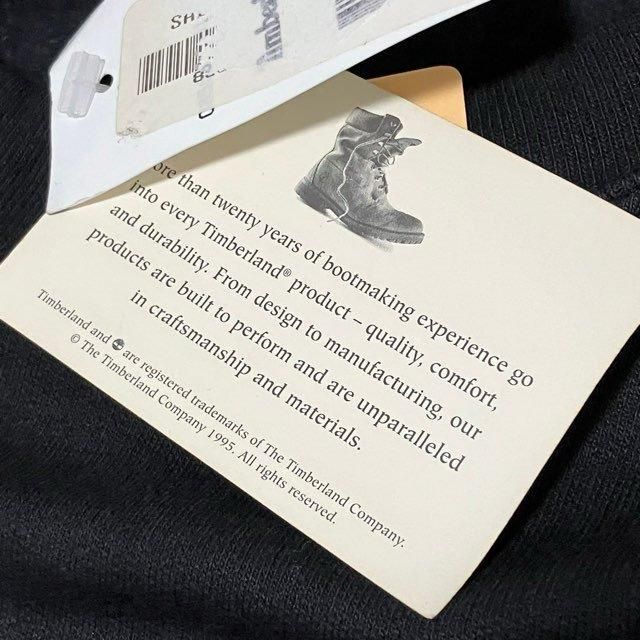 SH
Timberl
ore than twenty years of bootmaking experience go
into every Timberland® product – quality, comfort,
and durability. From design to manufacturing, our
products are built to perform and are unparalleled
in craftsmanship and materials.
Timberland and are registered trademarks of The Timberland Company.
© The Timberland Company 1995. All rights reserved.